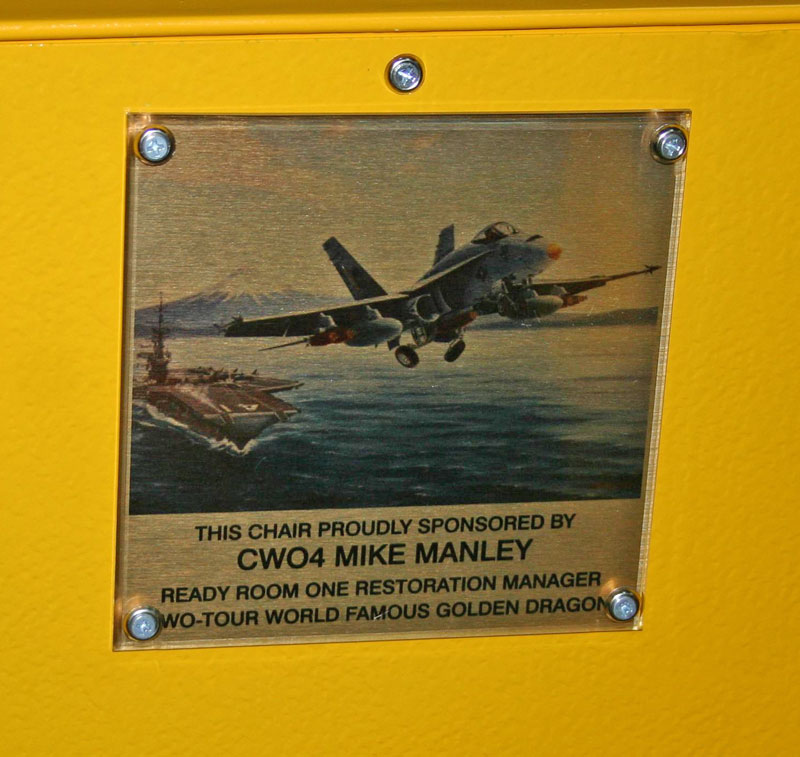 THIS CHAIR PROUDLY SPONSORED BY
CWO4 MIKE MANLEY
READY ROOM ONE RESTORATION MANAGER
WO-TOUR WORLD FAMOUS GOLDEN DRAGON